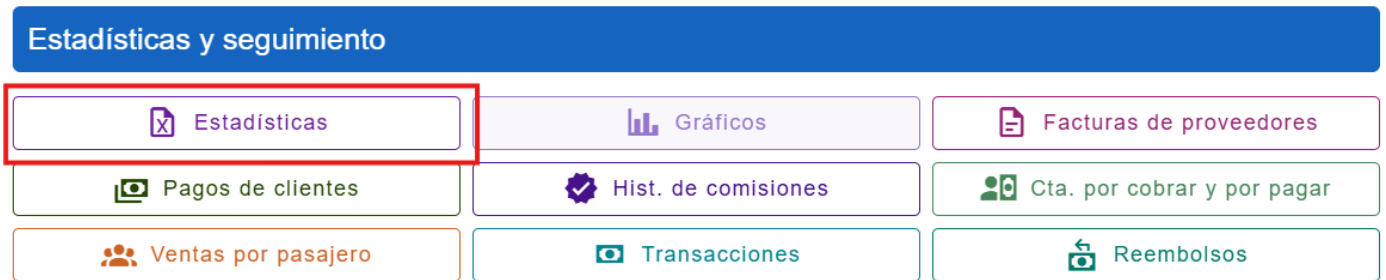 Estadísticas y seguimiento
Estadísticas
Gráficos
Facturas de proveedores
Pagos de clientes
Hist. de comisiones
Cta. por cobrar y por pagar
Ventas por pasajero
Transacciones
Reembolsos